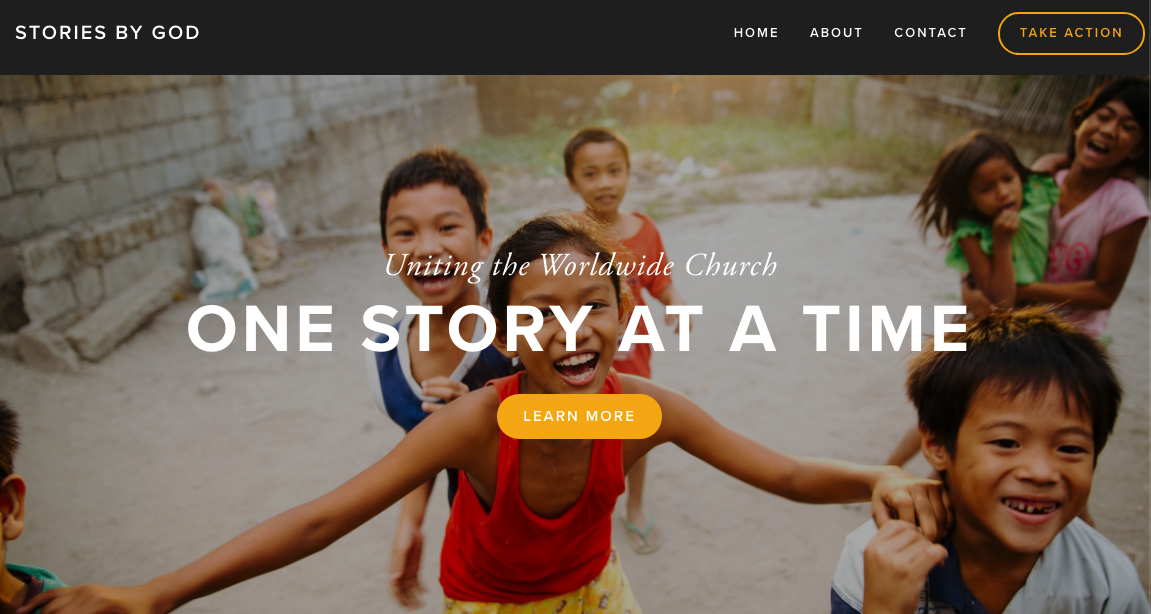 STORIES BY GOD
HOME ABOUT CONTACT TAKE ACTION
Uniting the Worldwide Church
ONE STORY AT A TIME
LEARN MORE